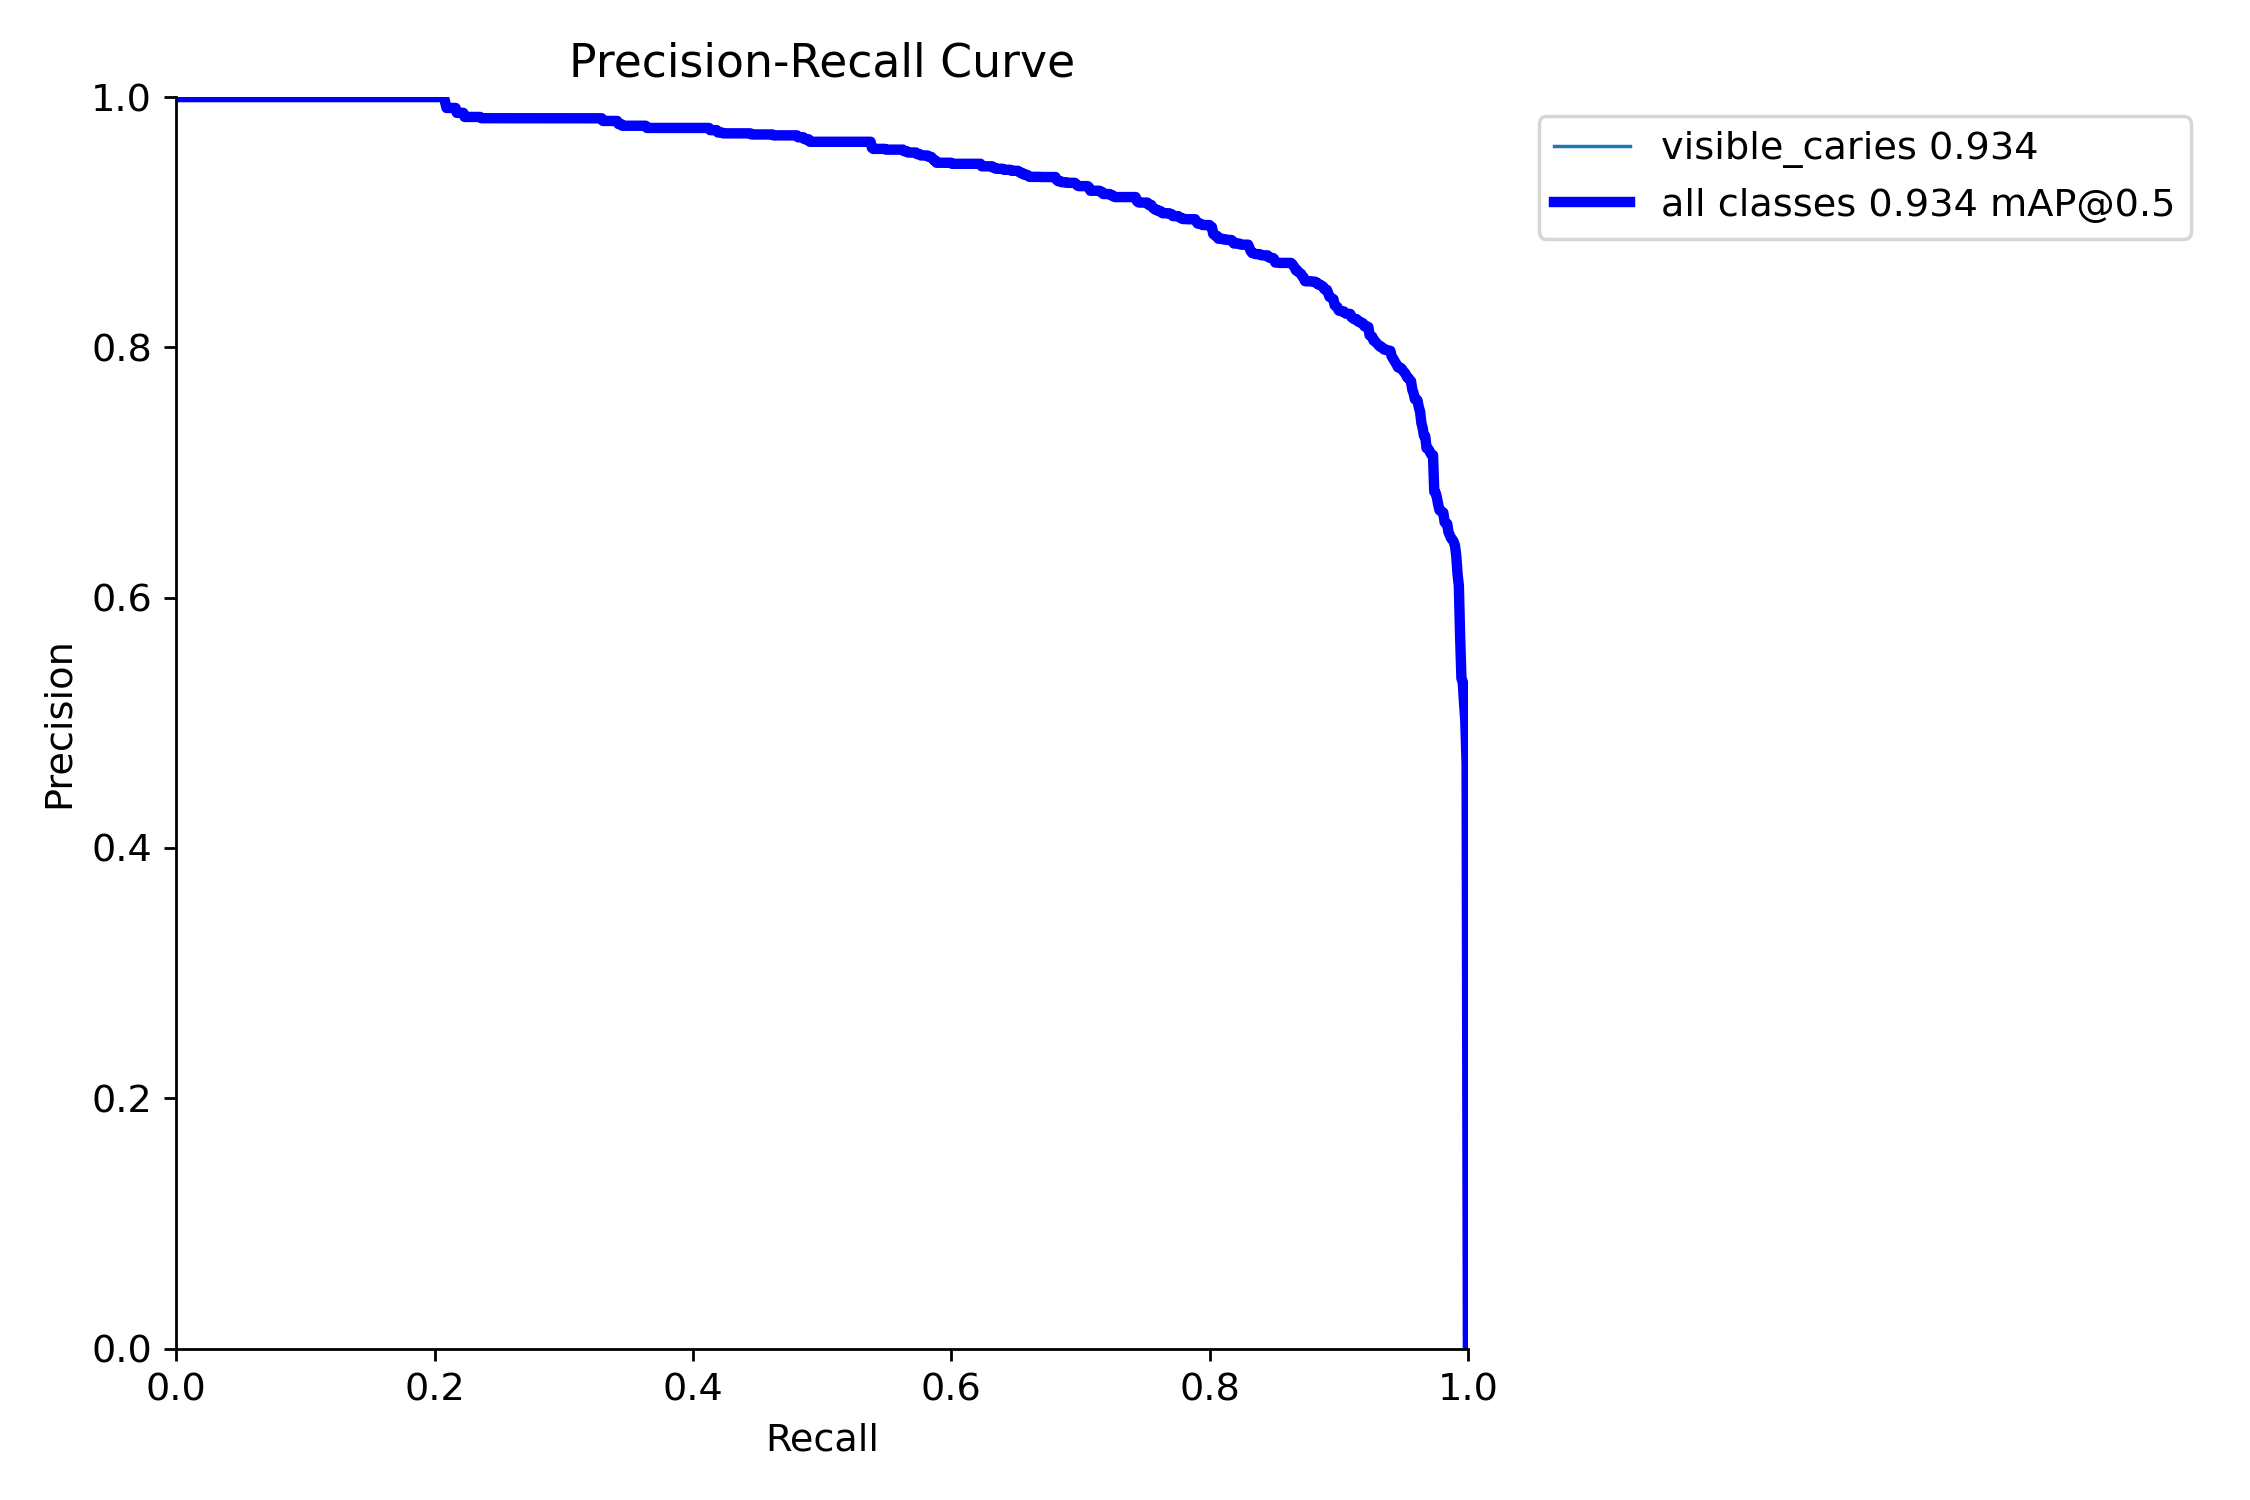 Precision-Recall Curve
1.0
0.8
0.6
0.4
0.2
0.0
Precision
0.0 0.2 0.4 0.6 0.8 1.0
Recall
visible_caries 0.934
all classes 0.934 mAP@0.5